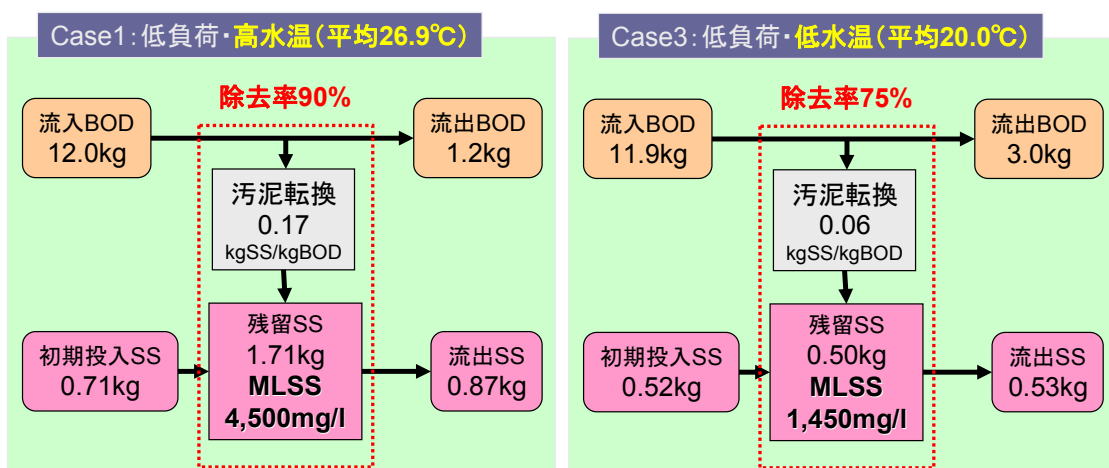 Case1:低負荷・高水温(平均26.9℃)
除去率90%
流入BOD
12.0kg
流出BOD
1.2kg
汚泥転換
0.17
kgSS/kgBOD
初期投入SS
0.71kg
残留SS
1.71kg
MLSS
4,500mg/l
流出SS
0.87kg
Case3:低負荷・低水温(平均20.0℃)
除去率75%
流入BOD
11.9kg
流出BOD
3.0kg
汚泥転換
0.06
kgSS/kgBOD
初期投入SS
0.52kg
残留SS
0.50kg
MLSS
1,450mg/l
流出SS
0.53kg